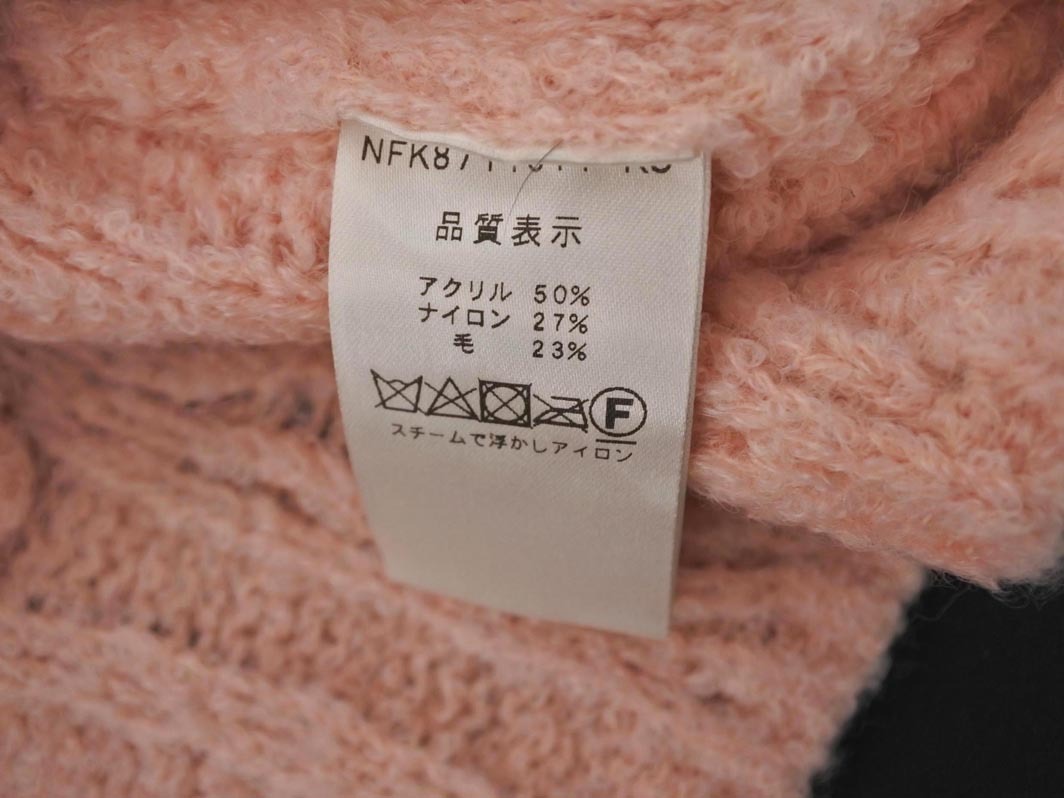 品質表示
アクリル 50%
ナイロン 27%
毛 23%
F
スチームで浮かしアイロン